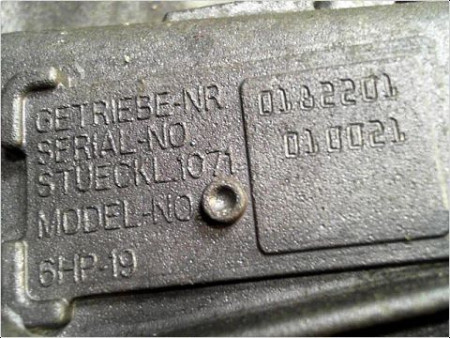 GETRIEBE-NR. 0182201
SERIAL-NO. 010021
STUECKL.1071
MODEL-NO
6HP-19